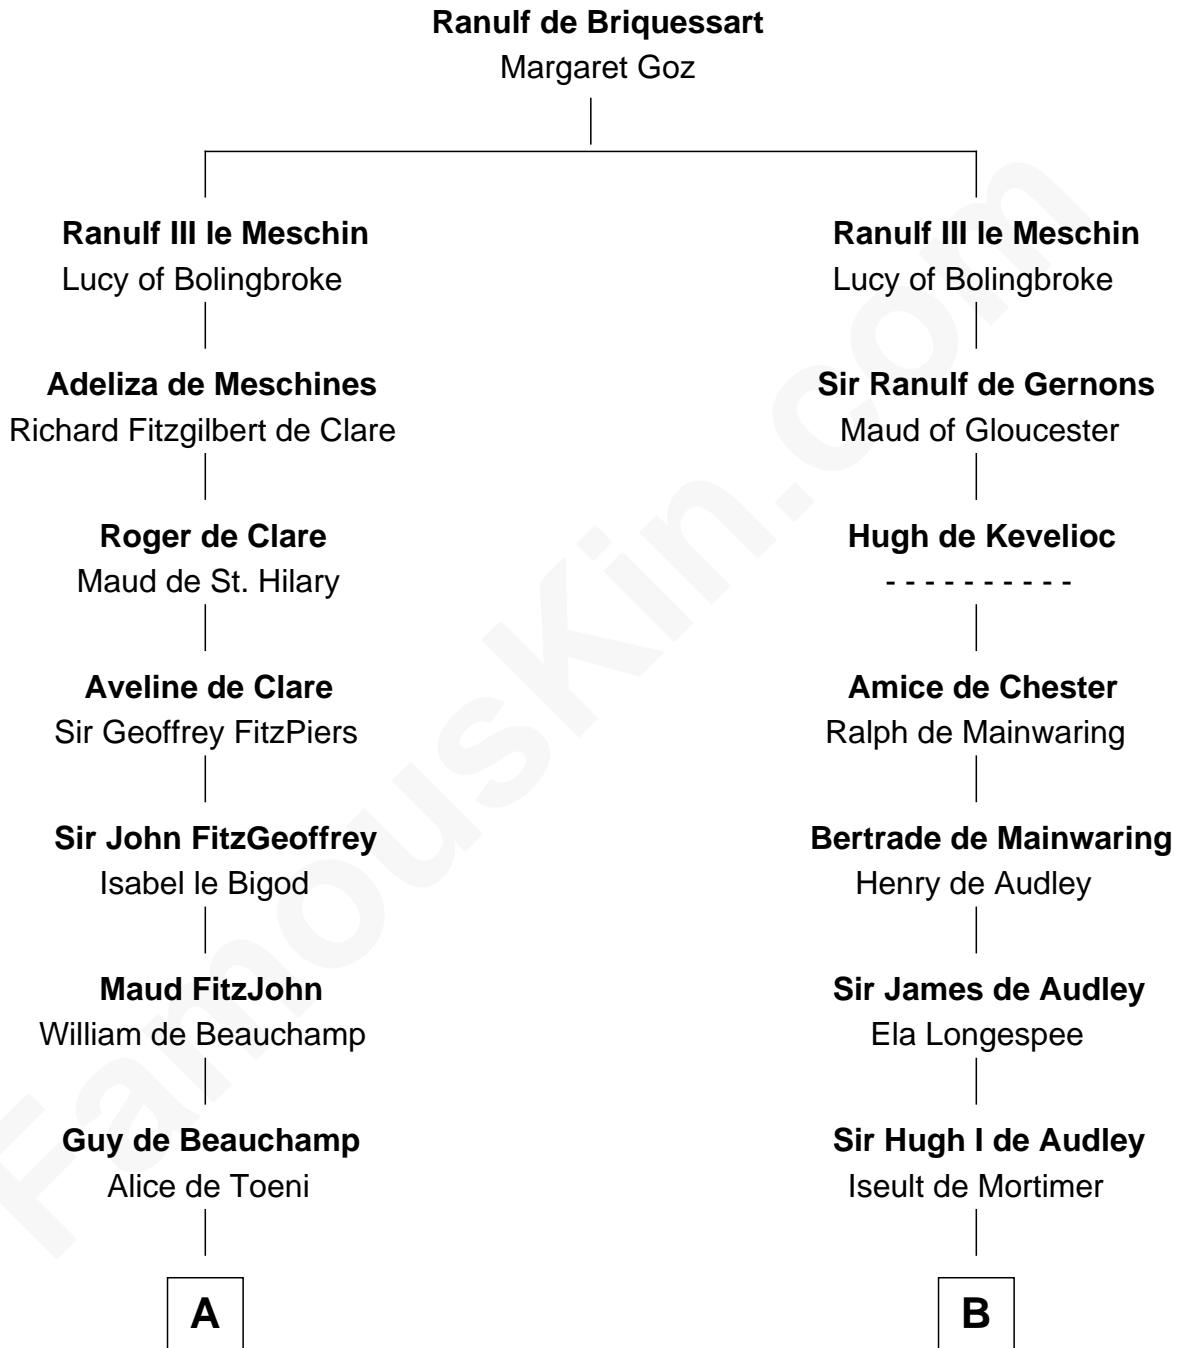 Ranulf de Briquessart
Margaret Goz
Ranulf III le Meschin
Lucy of Bolingbroke
Ranulf III le Meschin
Lucy of Bolingbroke
Adeliza de Meschines
Richard Fitzgilbert de Clare
Sir Ranulf de Gernons
Maud of Gloucester
Roger de Clare
Maud de St. Hilary
Hugh de Kevelioc
- - - - - - - - - -
Aveline de Clare
Sir Geoffrey FitzPiers
Amice de Chester
Ralph de Mainwaring
Sir John FitzGeoffrey
Isabel le Bigod
Bertrade de Mainwaring
Henry de Audley
Maud FitzJohn
William de Beauchamp
Sir James de Audley
Ela Longespee
Guy de Beauchamp
Alice de Toeni
Sir Hugh I de Audley
Iseult de Mortimer
A
B
FamousKin.com